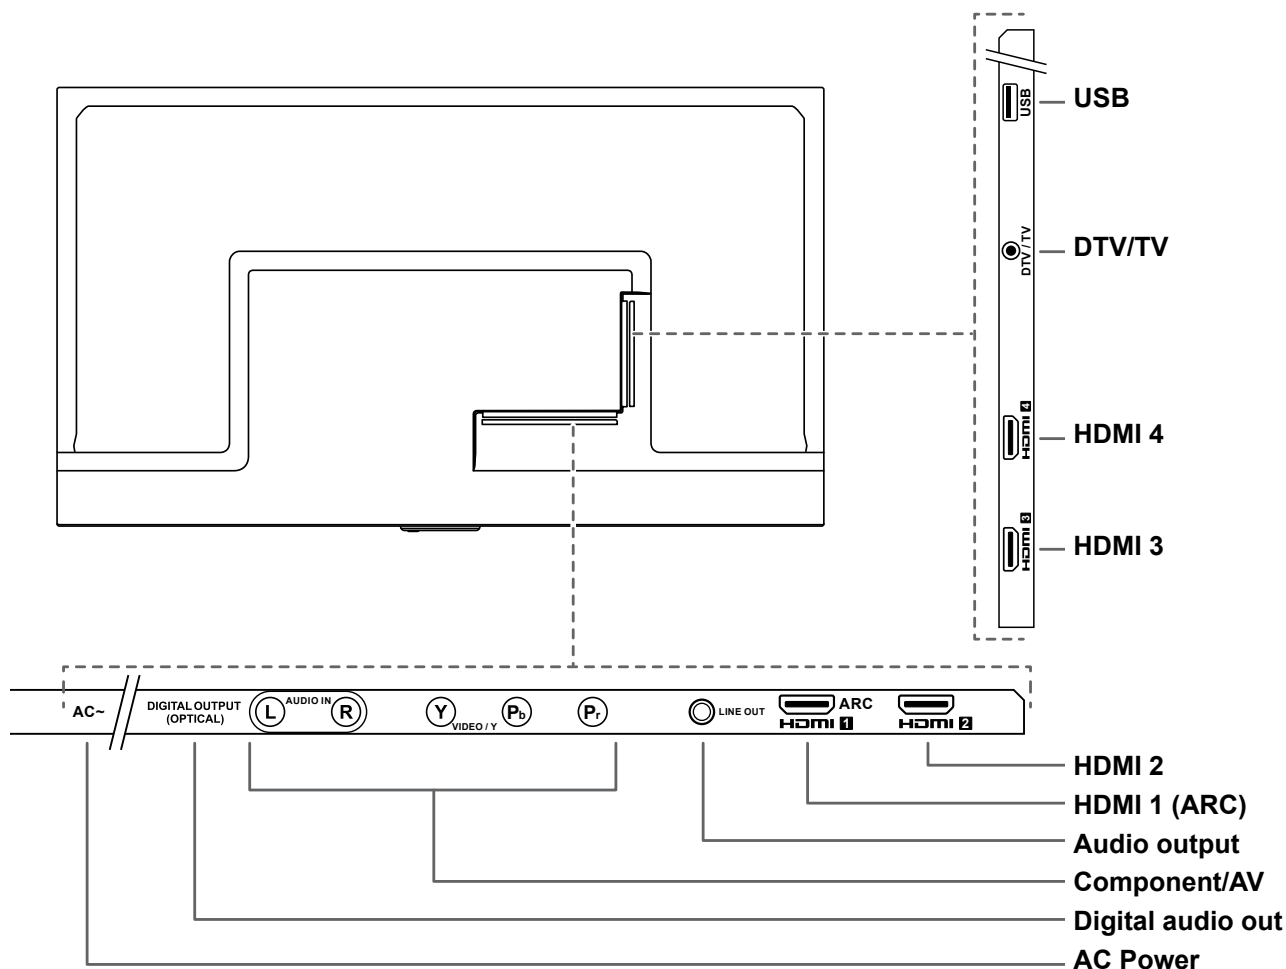 USB
USB
DTV / TV
DTV/TV
HDMI 4
HDMI 4
HDMI 3
HDMI 3
AC~
DIGITAL OUTPUT
(OPTICAL)
L
AUDIO IN
R
Y
VIDEO / Y
Pb
Pr
LINE OUT
ARC
HDMI 1
HDMI 2
HDMI 2
HDMI 1 (ARC)
Audio output
Component/AV
Digital audio out
AC Power